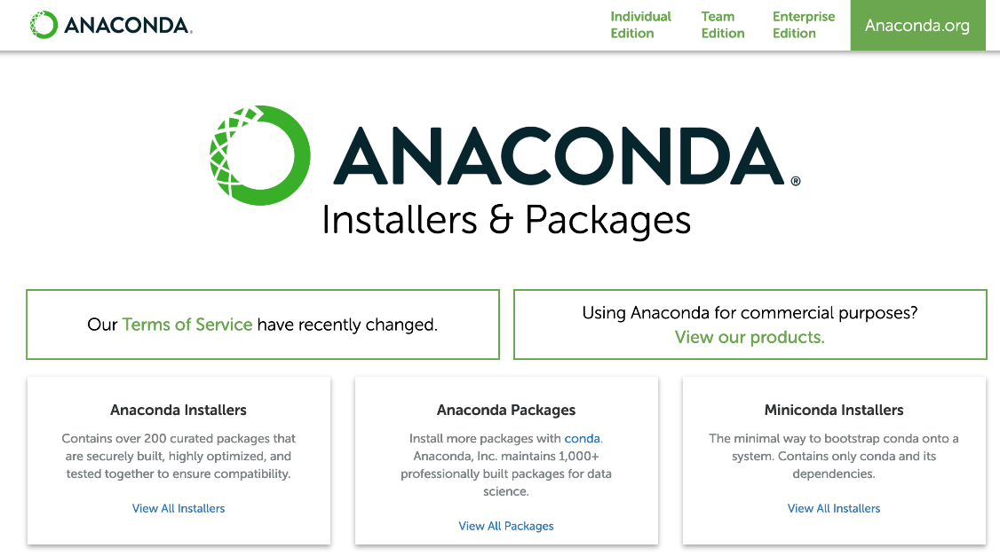 ANACONDA.
Individual
Edition
Team
Edition
Enterprise
Edition
Anaconda.org
ANACONDA®
Installers & Packages
Our Terms of Service have recently changed.
Using Anaconda for commercial purposes?
View our products.
Anaconda Installers
Contains over 200 curated packages that
are securely built, highly optimized, and
tested together to ensure compatibility.
View All Installers
Anaconda Packages
Install more packages with conda.
Anaconda, Inc. maintains 1,000+
professionally built packages for data
science.
View All Packages
Miniconda Installers
The minimal way to bootstrap conda onto a
system. Contains only conda and its
dependencies.
View All Installers